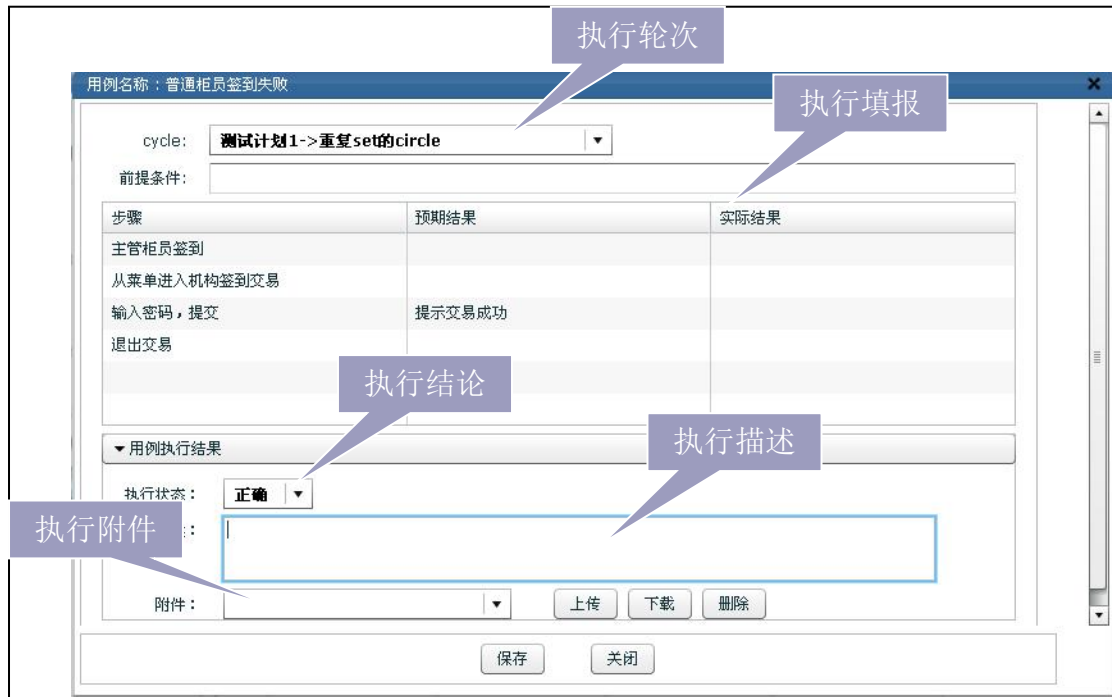 执行轮次
用例名称：普通柜员签到失败
执行填报
cycle: 测试计划1->重复set的circle
前提条件:
步骤 预期结果 实际结果
主管柜员签到
从菜单进入机构签到交易
输入密码，提交 提示交易成功
退出交易
执行结论
用例执行结果
执行描述
执行状态： 正确
执行附件
附件： 上传 下载 删除
保存 关闭